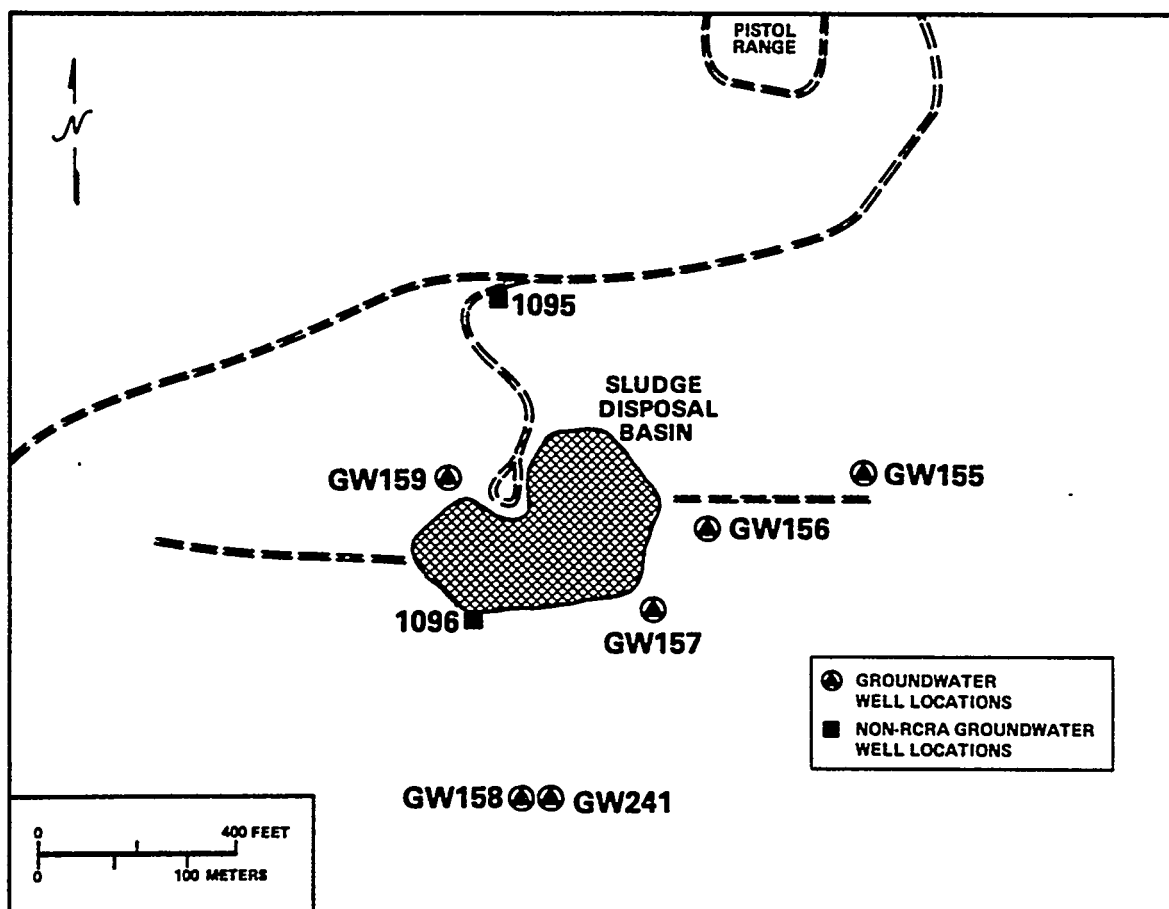 PISTOL
RANGE
N
1095
SLUDGE
DISPOSAL
BASIN
GW159
GW155
GW156
1096
GW157
GROUNDWATER
WELL LOCATIONS
NON-RCRA GROUNDWATER
WELL LOCATIONS
GW158
GW241
0 400 FEET
0 100 METERS